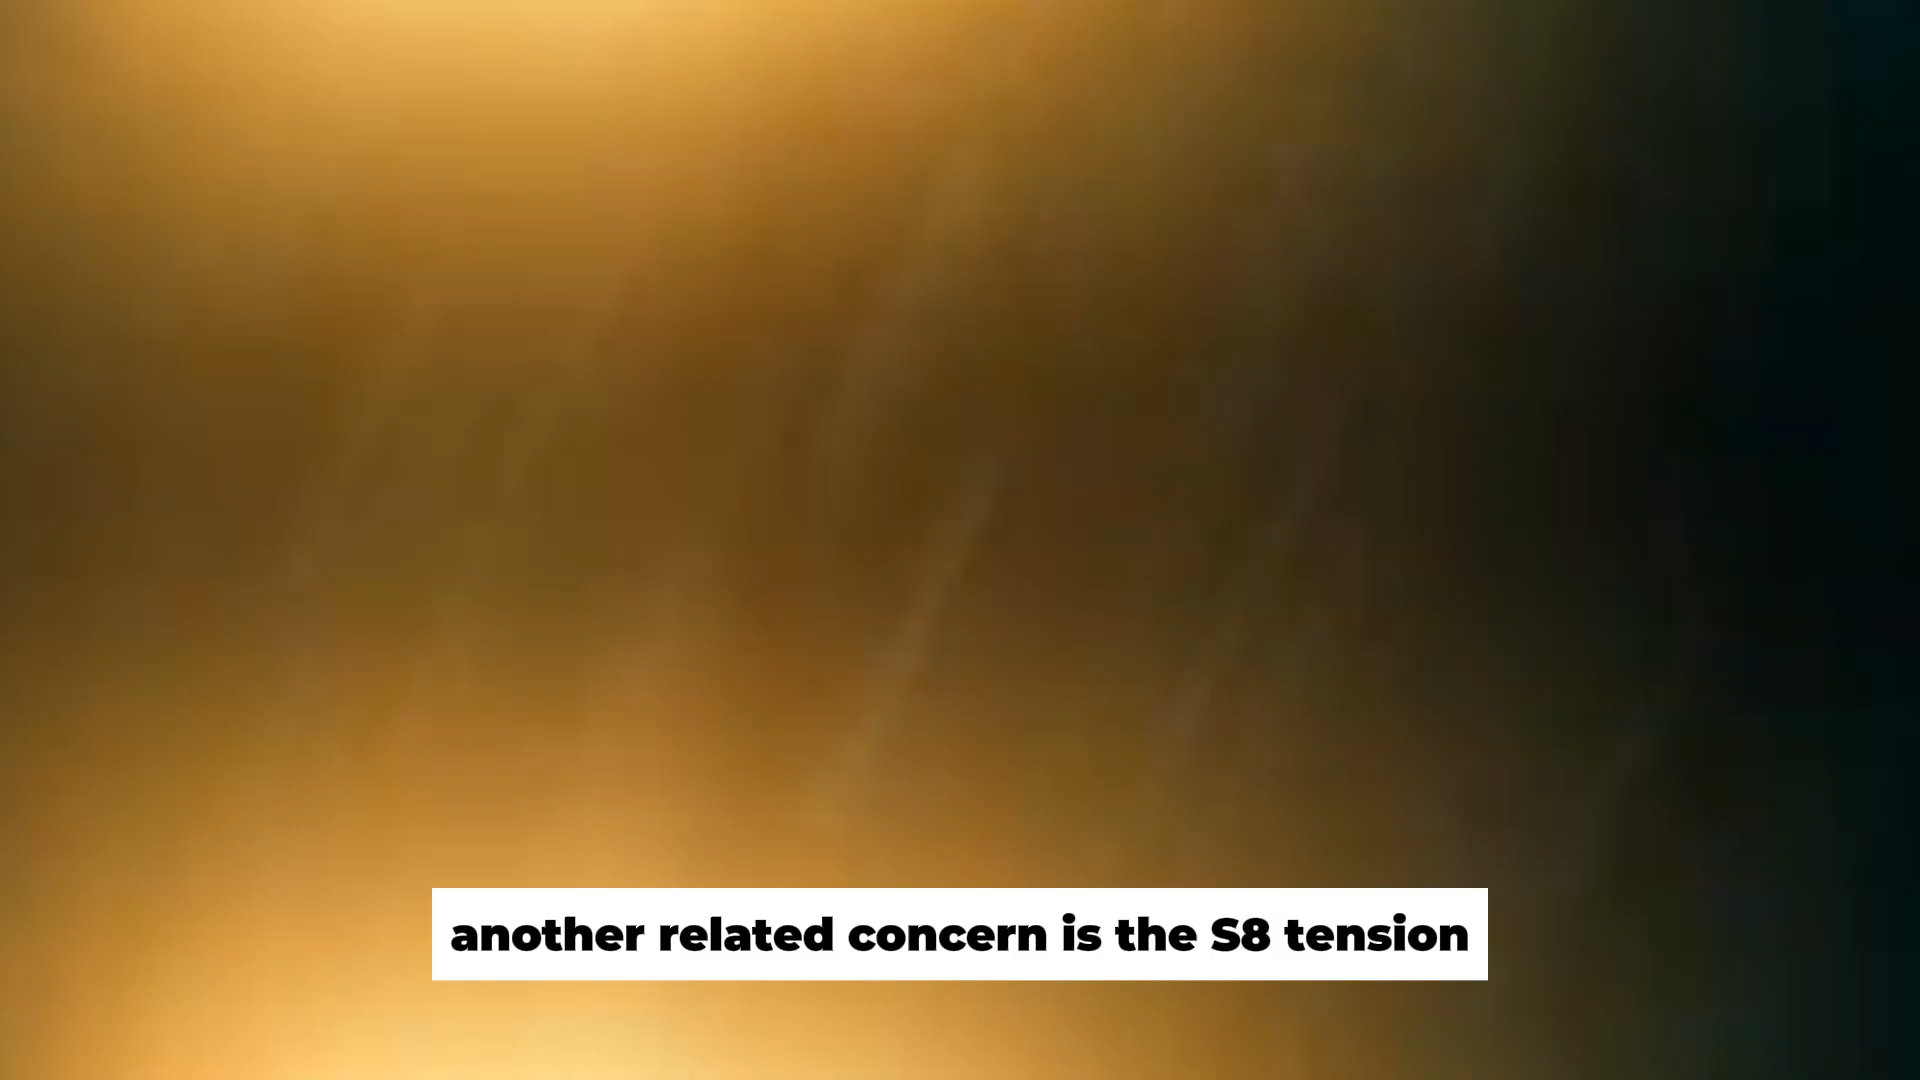 another related concern is the S8 tension